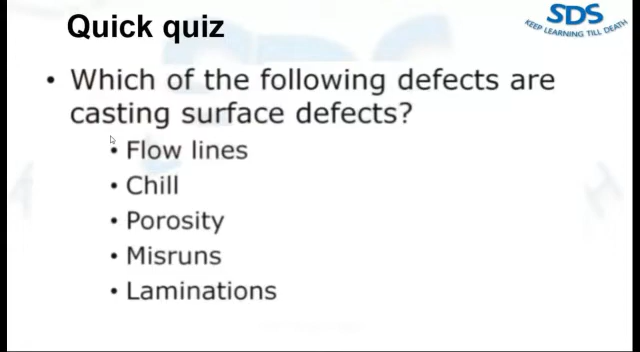 Quick quiz
SDS
KEEP LEARNING TILL DEATH
• Which of the following defects are
casting surface defects?
• Flow lines
• Chill
• Porosity
• Misruns
• Laminations